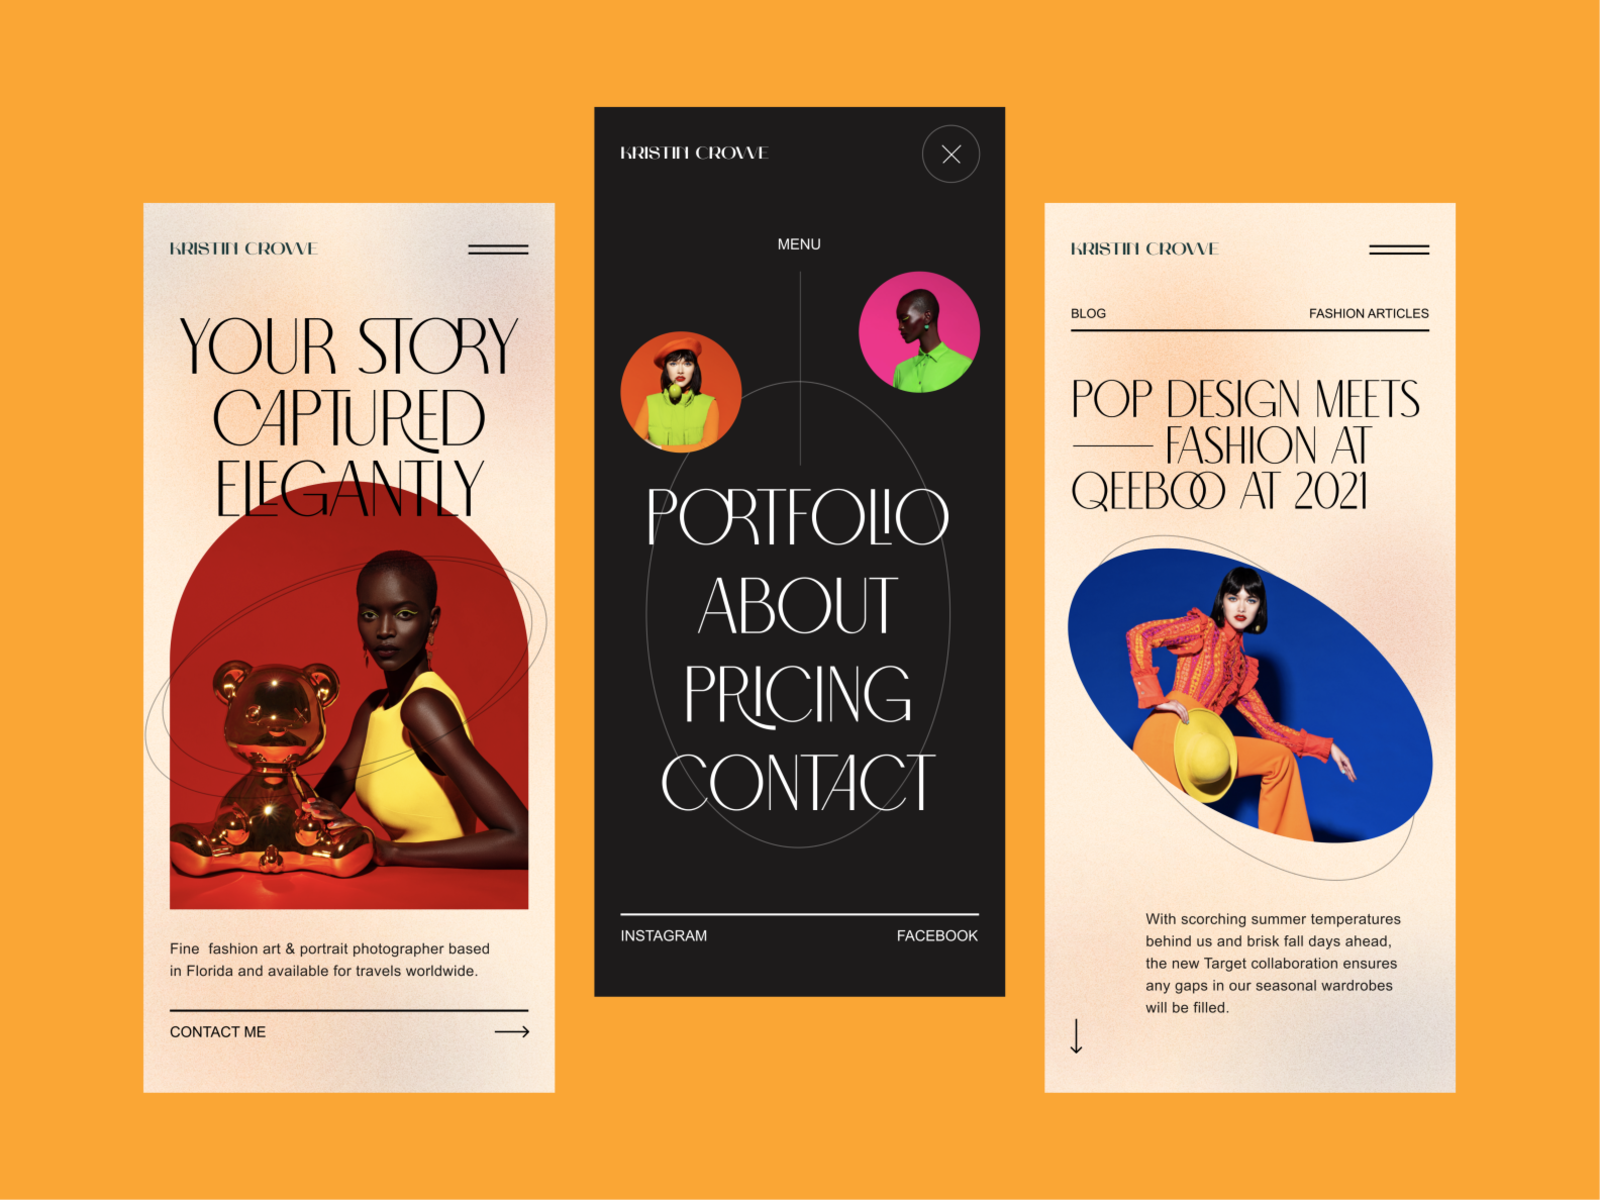 KRISTIN CROWE
YOUR STORY
CAPTURED
ELEGANTLY
Fine  fashion art & portrait photographer based
in Florida and available for travels worldwide.
CONTACT ME
KRISTIN CROWE
MENU
PORTFOLIO
ABOUT
PRICING
CONTACT
INSTAGRAM
FACEBOOK
KRISTIN CROWE
BLOG
FASHION ARTICLES
POP DESIGN MEETS
FASHION AT
QEEBOO AT 2021
With scorching summer temperatures
behind us and brisk fall days ahead,
the new Target collaboration ensures
any gaps in our seasonal wardrobes
will be filled.